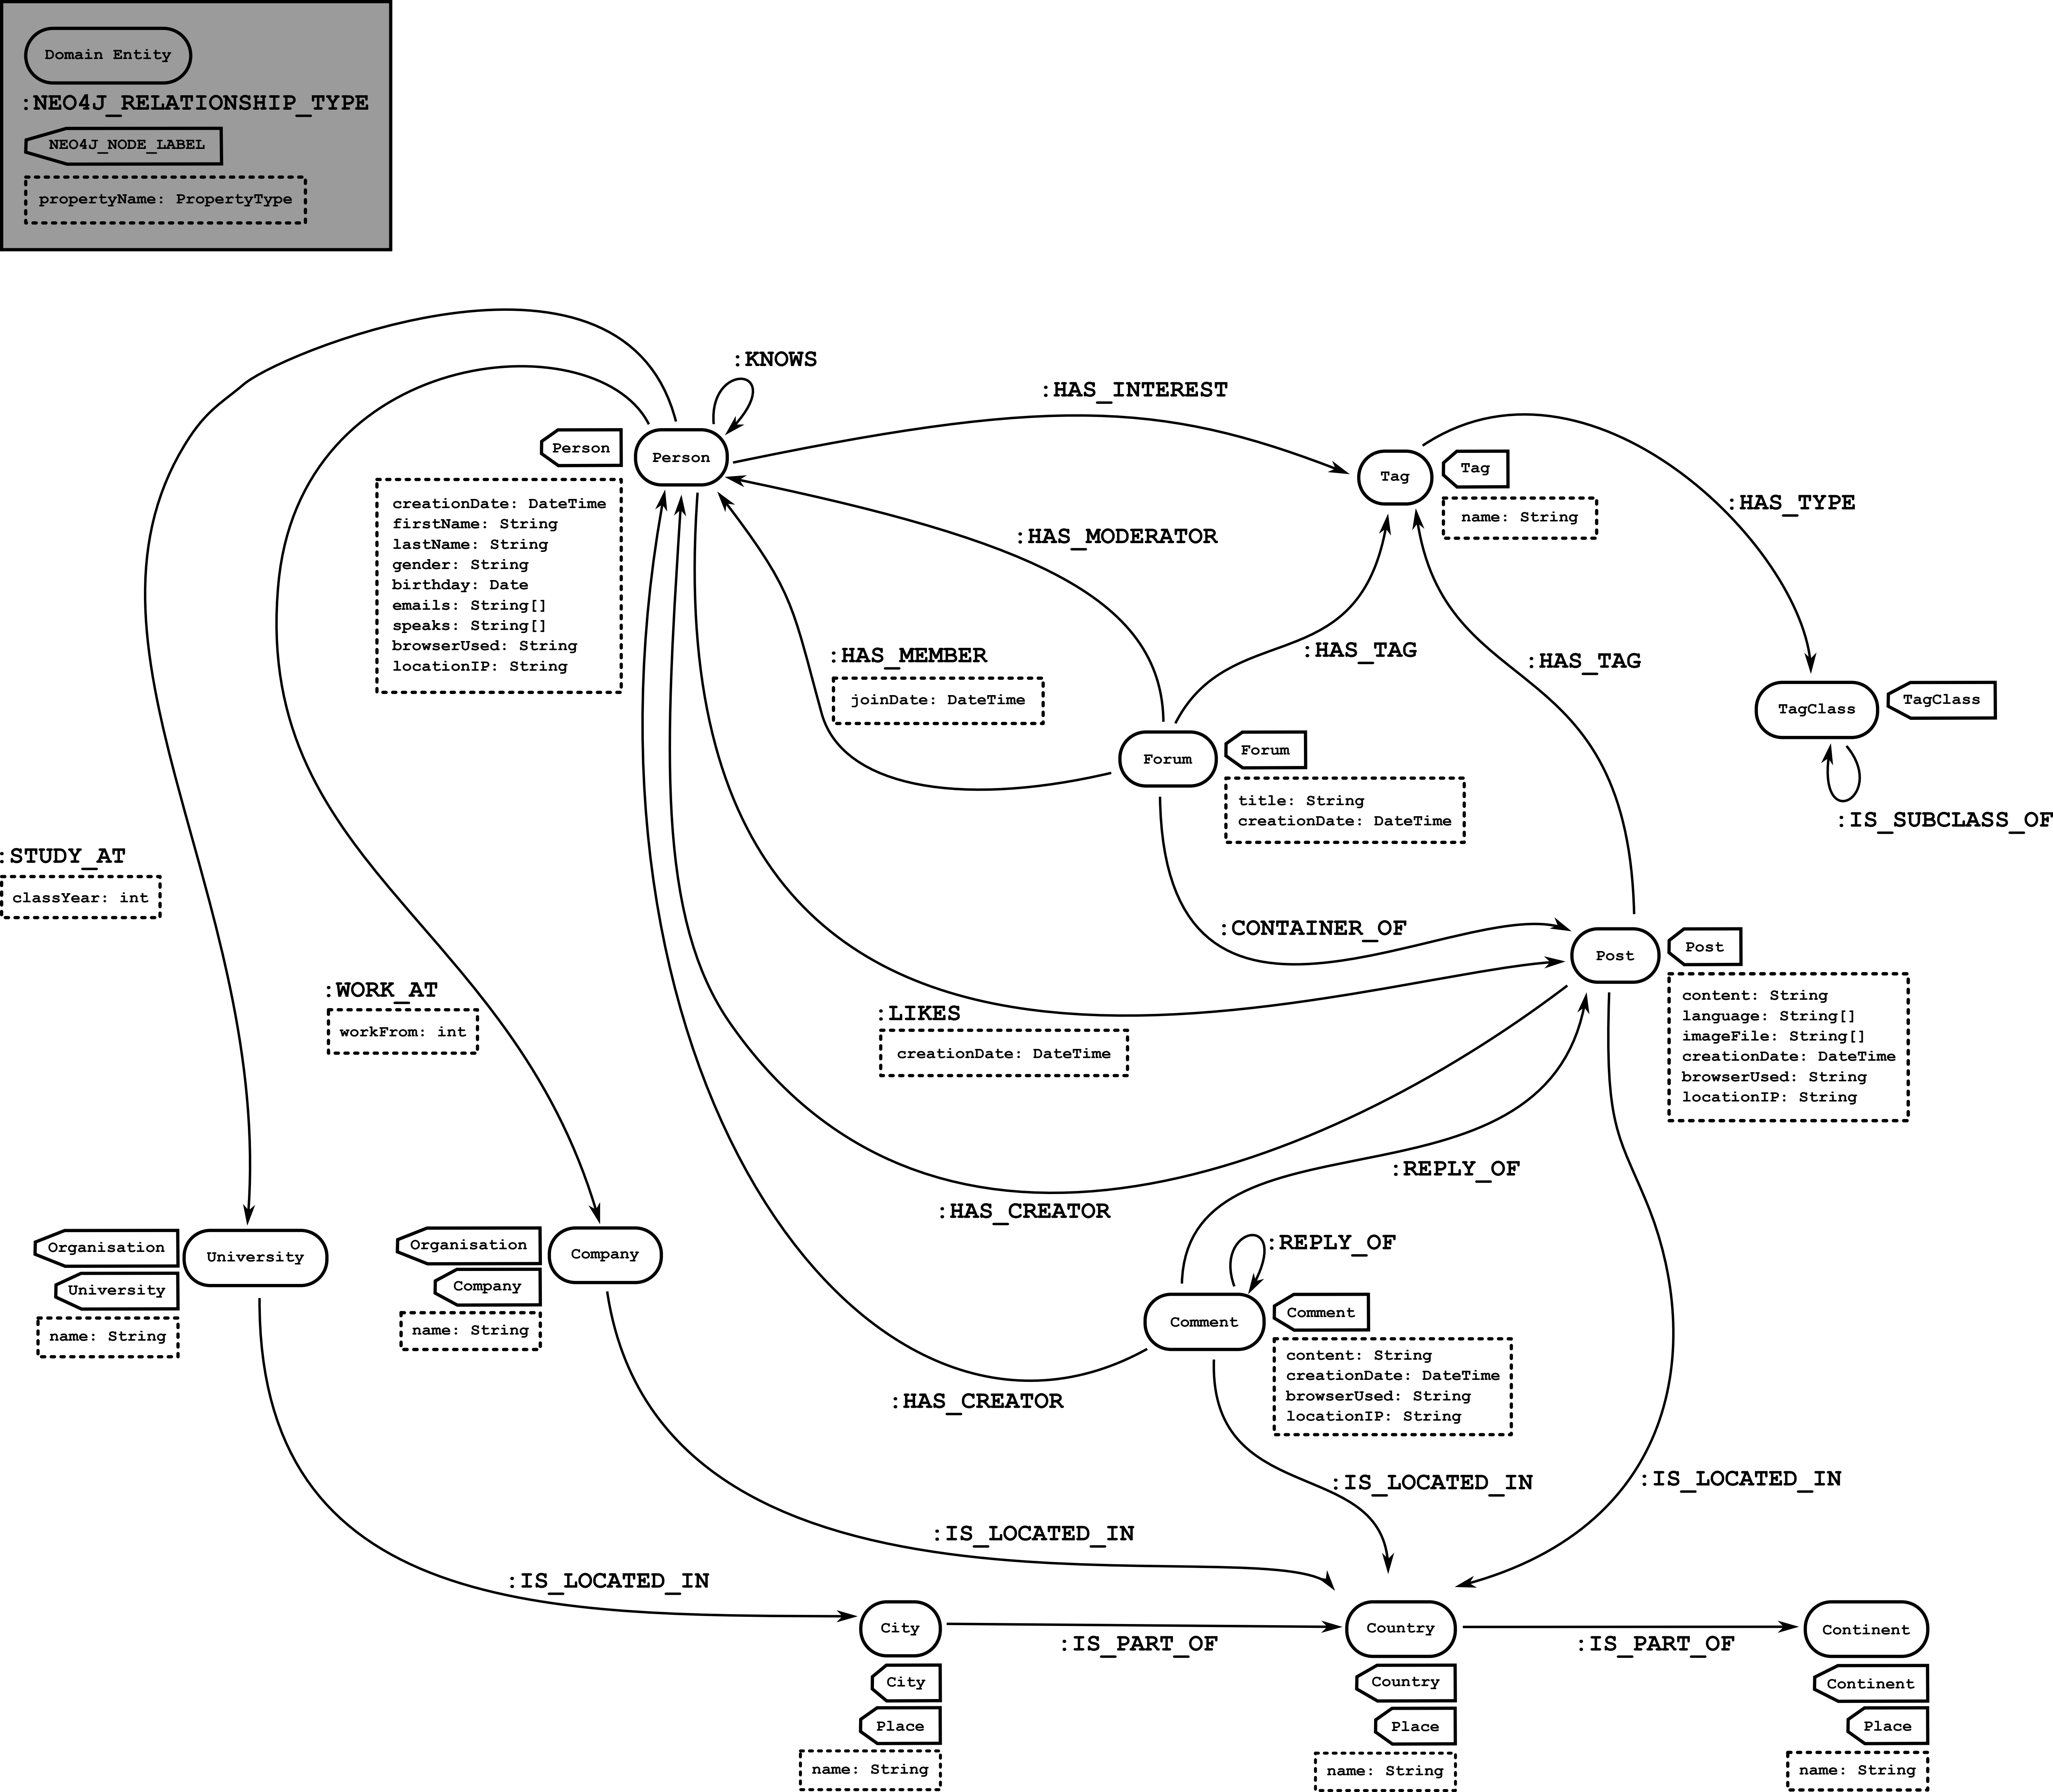 Domain Entity
:NEO4J_RELATIONSHIP_TYPE
NEO4J_NODE_LABEL
propertyName: PropertyType
:KNOWS
:HAS_INTEREST
Person
Person
Tag
Tag
name: String
:HAS_TYPE
creationDate: DateTime
firstName: String
lastName: String
gender: String
birthday: Date
emails: String[]
speaks: String[]
browserUsed: String
locationIP: String
:HAS_MODERATOR
:HAS_MEMBER
joinDate: DateTime
:HAS_TAG
:HAS_TAG
TagClass
TagClass
:IS_SUBCLASS_OF
Forum
Forum
title: String
creationDate: DateTime
:STUDY_AT
classYear: int
:CONTAINER_OF
Post
Post
content: String
language: String[]
imageFile: String[]
creationDate: DateTime
browserUsed: String
locationIP: String
:WORK_AT
workFrom: int
:LIKES
creationDate: DateTime
:REPLY_OF
:HAS_CREATOR
Organisation
University
University
name: String
Organisation
Company
Company
name: String
:REPLY_OF
Comment
Comment
content: String
creationDate: DateTime
browserUsed: String
locationIP: String
:HAS_CREATOR
:IS_LOCATED_IN
:IS_LOCATED_IN
:IS_LOCATED_IN
:IS_LOCATED_IN
City
:IS_PART_OF
Country
:IS_PART_OF
Continent
City
Place
name: String
Country
Place
name: String
Continent
Place
name: String